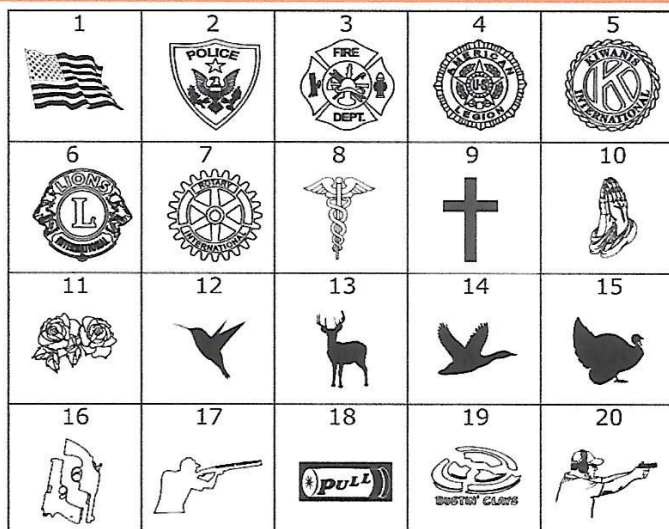 1 2 3 4 5
POLICE
FIRE
DEPT.
AMERICAN
LEGION
U.S.
KIWANIS
INTERNATIONAL
K
6 7 8 9 10
LIONS
L
INTERNATIONAL
ROTARY
INTERNATIONAL
11 12 13 14 15
16 17 18 19 20
PULL
BUSTIN' CLAYS